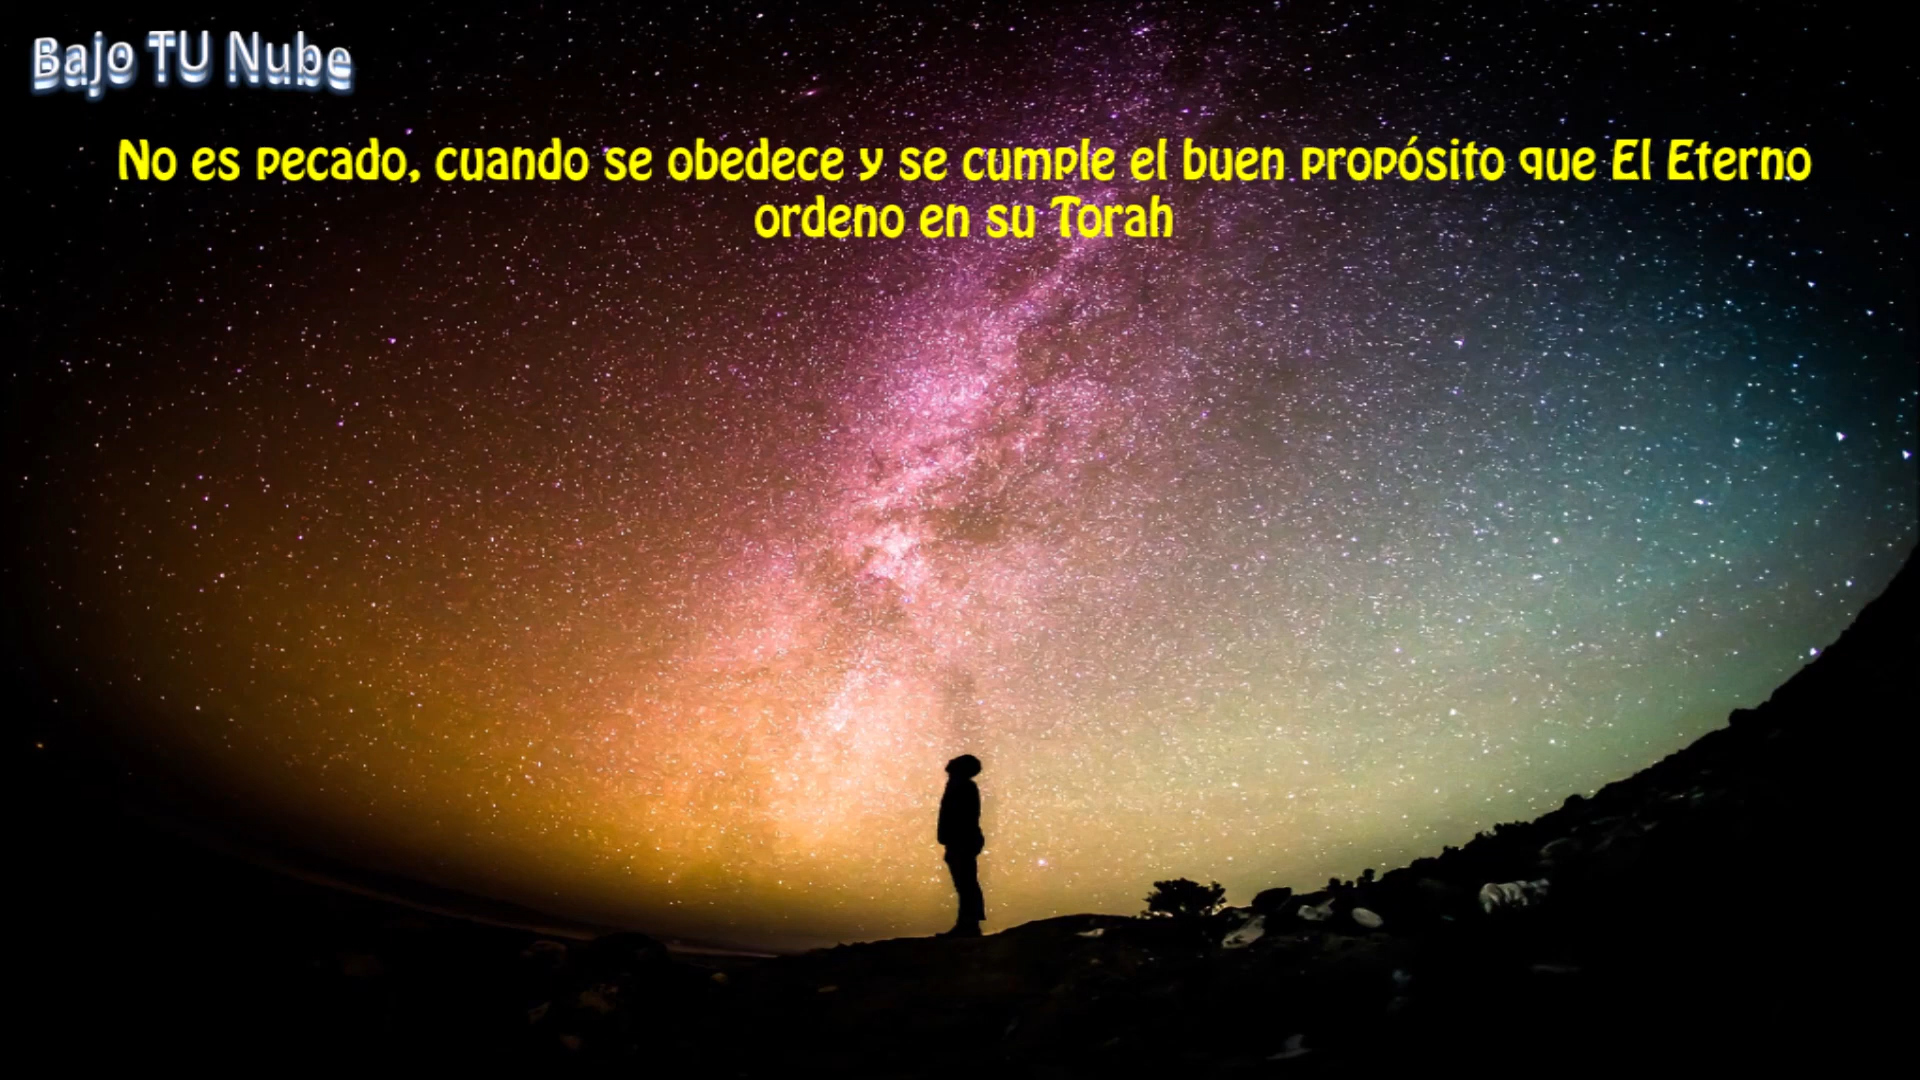 Bajo TU Nube
No es pecado, cuando se obedece y se cumple el buen propósito que El Eterno
ordeno en su Torah